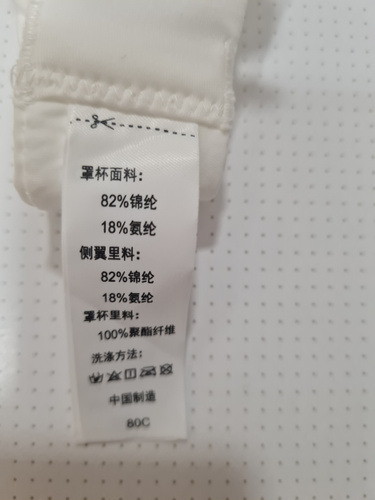 罩杯面料:
82%锦纶
18%氨纶
侧翼里料:
82%锦纶
18%氨纶
罩杯里料:
100%聚酯纤维
洗涤方法:
中国制造
80C